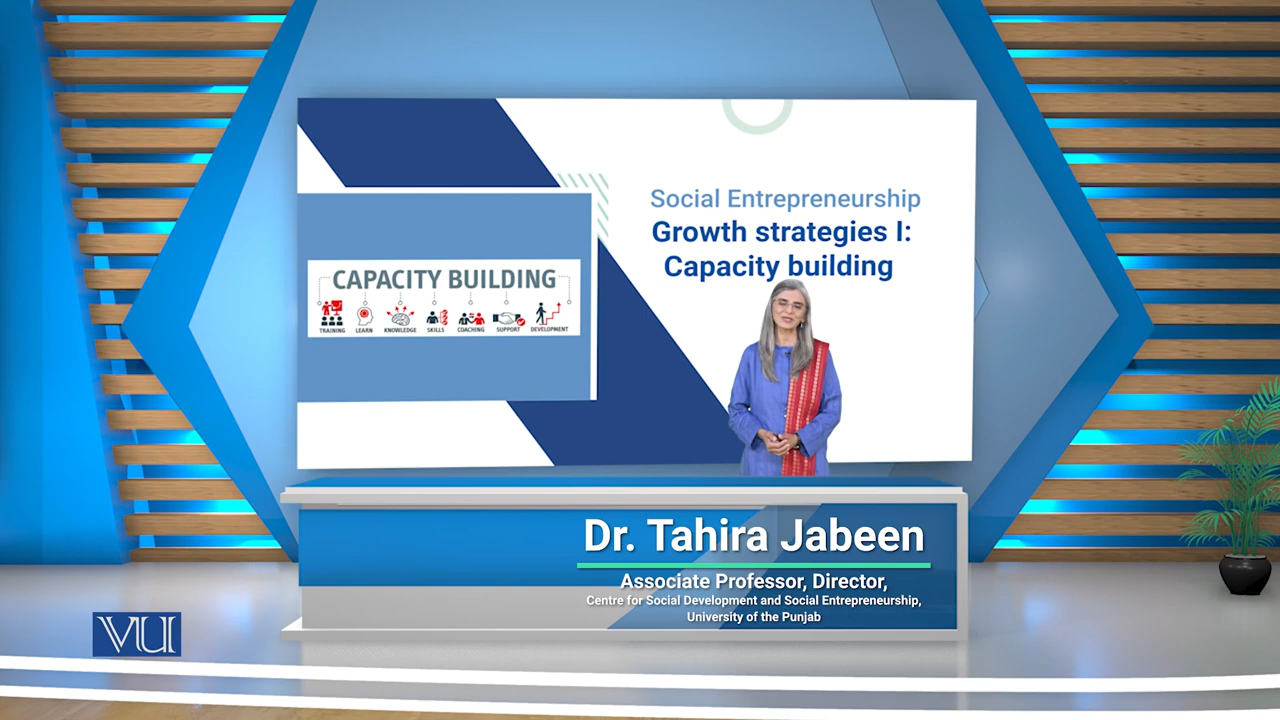 Social Entrepreneurship
Growth strategies I:
Capacity building
CAPACITY BUILDING
TRAINING LEARN KNOWLEDGE SKILLS COACHING SUPPORT DEVELOPMENT
Dr. Tahira Jabeen
Associate Professor, Director,
Centre for Social Development and Social Entrepreneurship,
University of the Punjab
VU